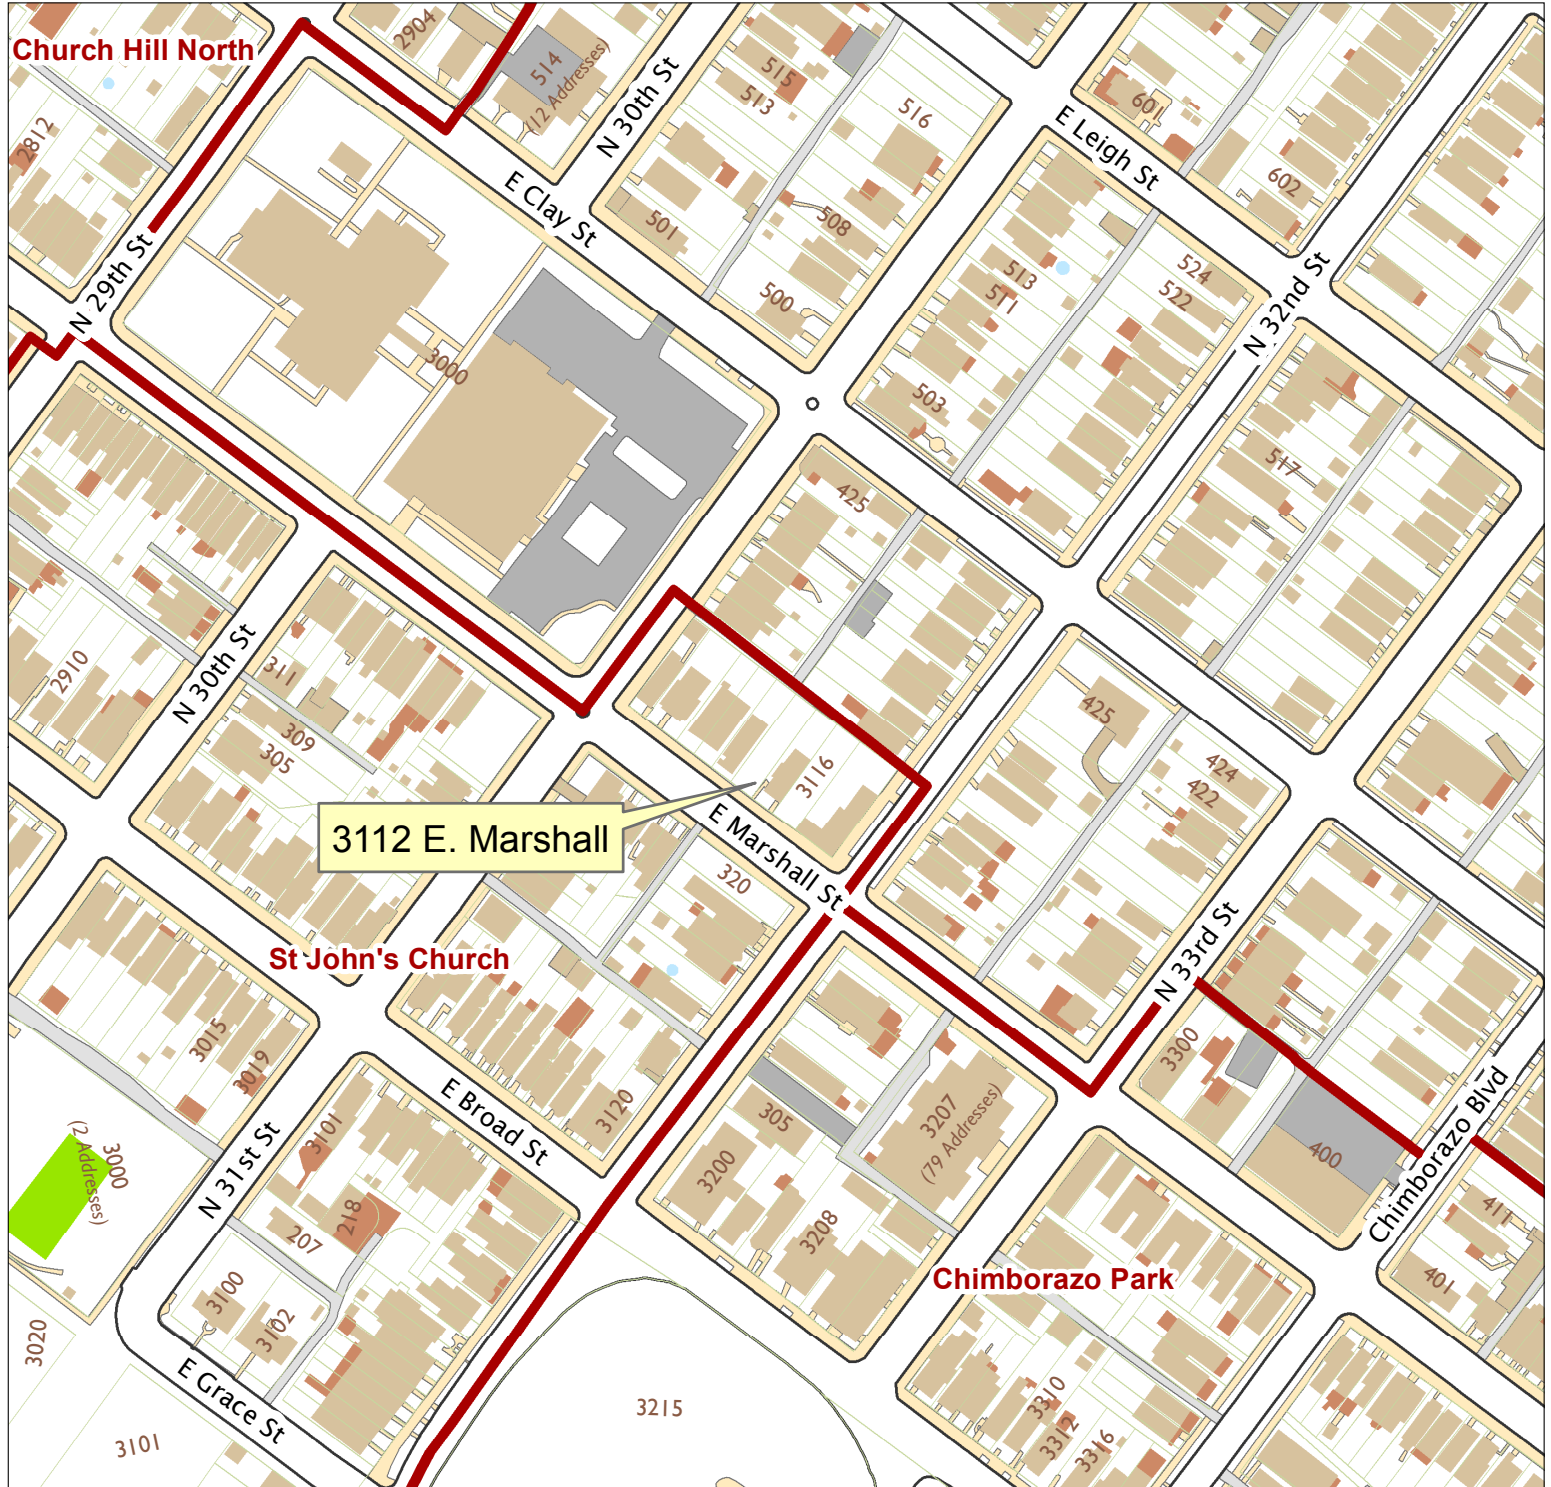 Church Hill North
2904
514
(12 Addresses)
N 30th St
515
513
516
601
E Leigh St
602
2812
E Clay St
501
508
500
524
522
513
511
N 32nd St
N 29th St
3000
503
517
425
2910
N 30th St
311
309
305
3116
425
424
422
3112 E. Marshall
E Marshall St
320
St John's Church
N 33rd St
3015
3019
3300
3120
E Broad St
305
3207
(79 Addresses)
Chimborazo Blvd
400
3000
(2 Addresses)
N 31st St
3101
218
207
3200
3208
411
401
Chimborazo Park
3100
3102
3020
E Grace St
3101
3215
3310
3312
3316